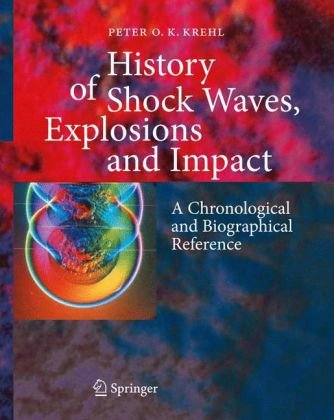 PETER O. K. KREHL
History
of Shock Waves,
Explosions
and Impact
A Chronological
and Biographical
Reference
Springer